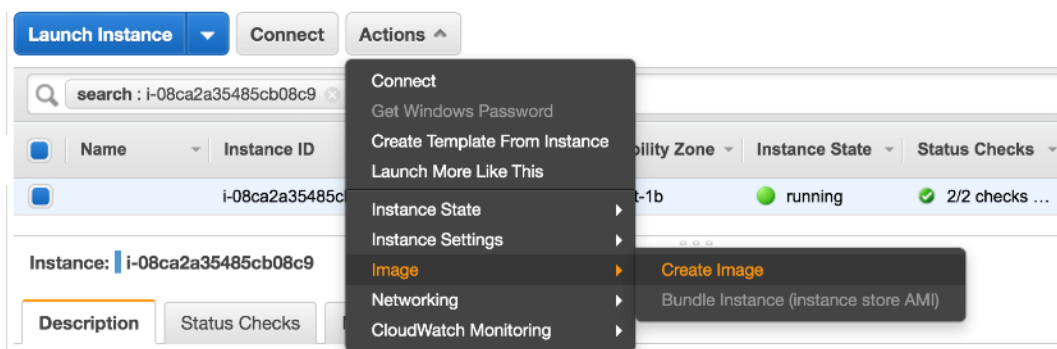 Launch Instance Connect Actions
search : i-08ca2a35485cb08c9
Connect
Get Windows Password
Create Template From Instance
Launch More Like This
Name Instance ID bility Zone Instance State Status Checks
i-08ca2a35485c t-1b running 2/2 checks ...
Instance State
Instance Settings
Instance: i-08ca2a35485cb08c9
Image Create Image
Networking Bundle Instance (instance store AMI)
CloudWatch Monitoring
Description Status Checks